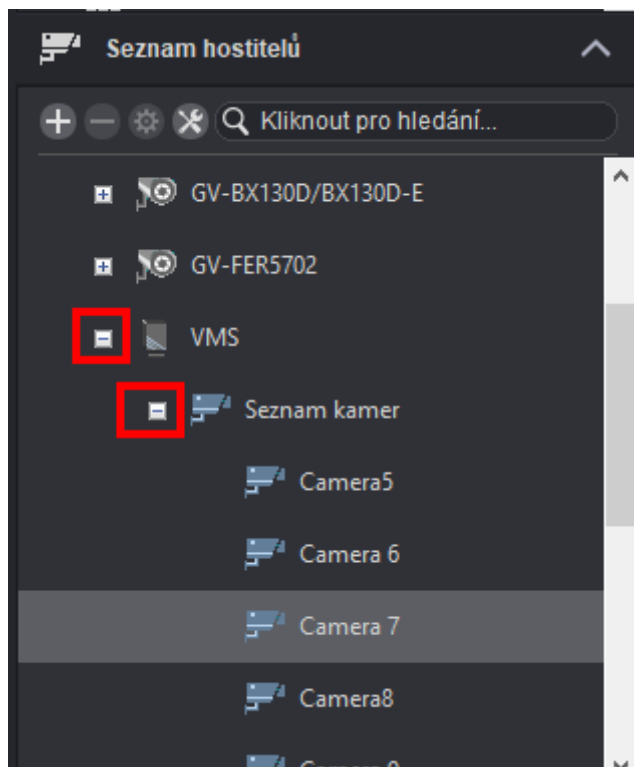 Seznam hostitelů
Kliknout pro hledání...
GV-BX130D/BX130D-E
GV-FER5702
VMS
Seznam kamer
Camera5
Camera 6
Camera 7
Camera8